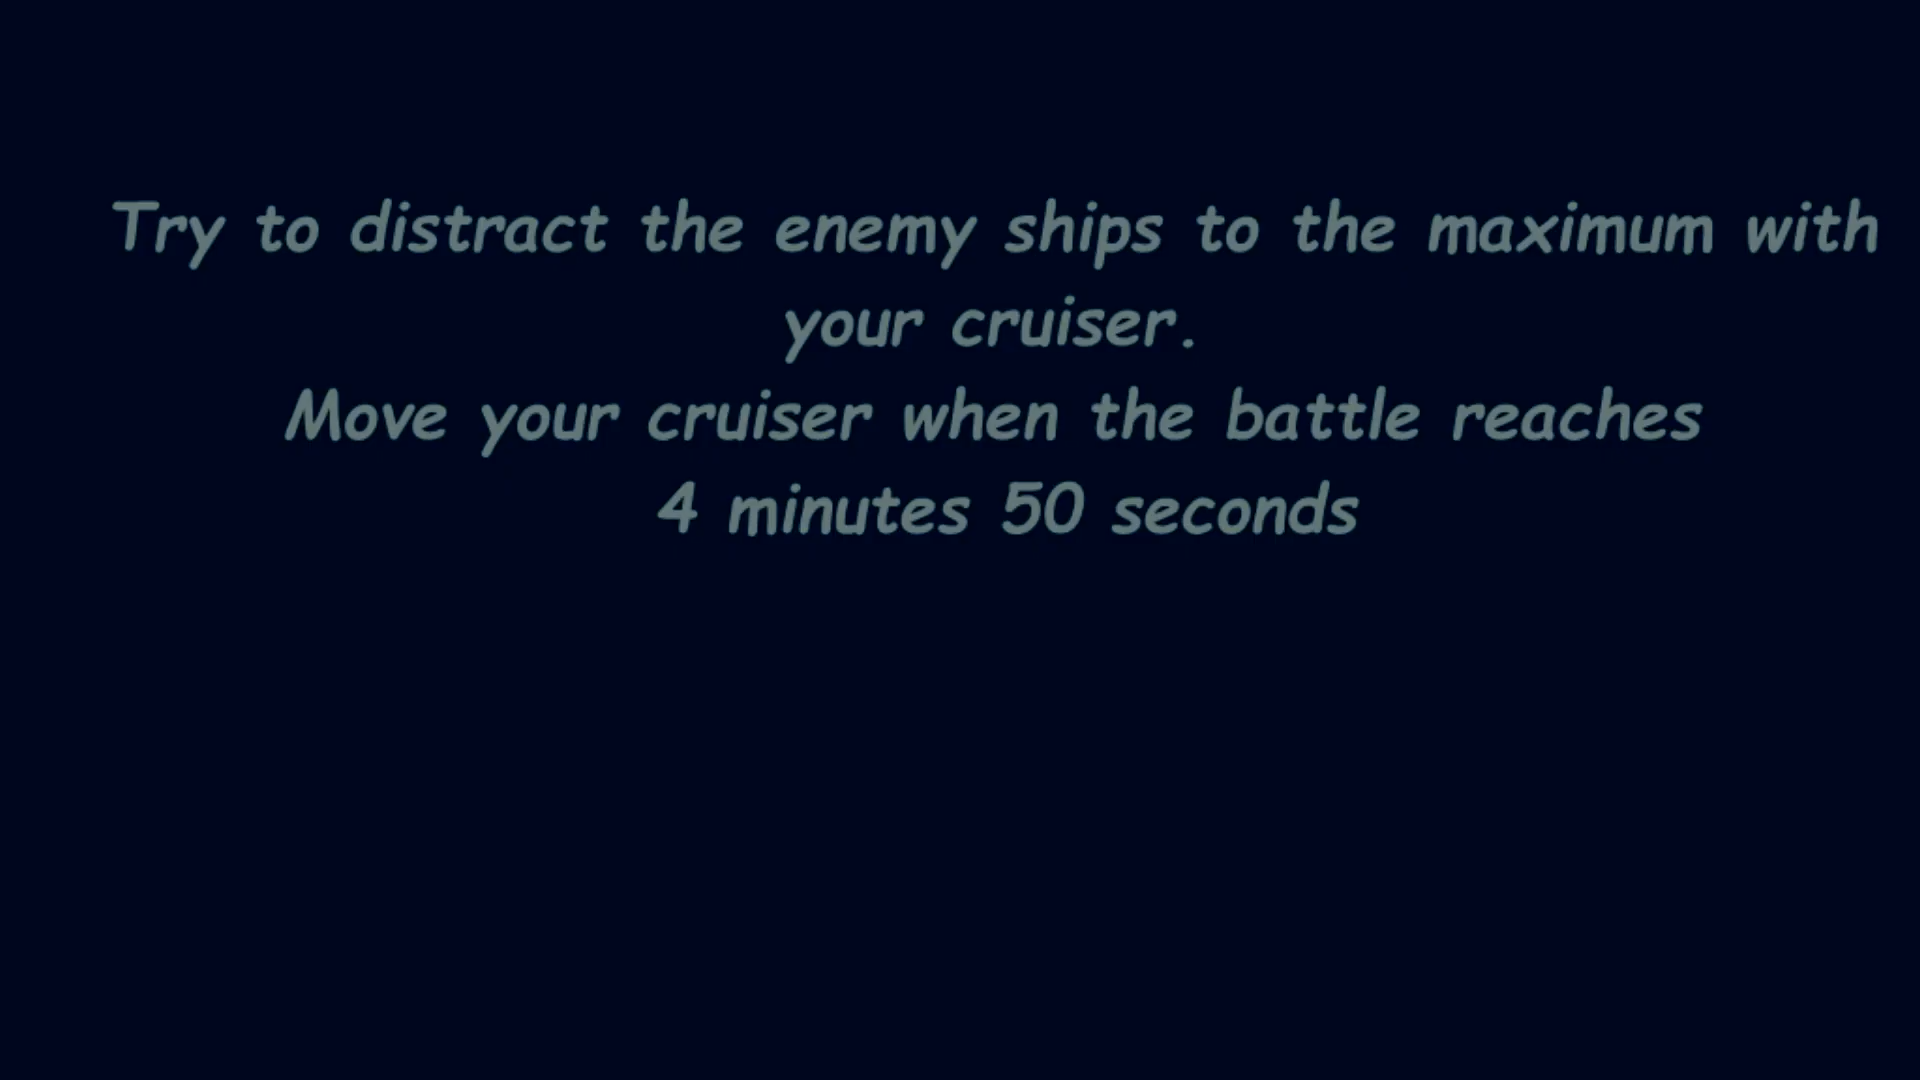 Try to distract the enemy ships to the maximum with
your cruiser.
Move your cruiser when the battle reaches
4 minutes 50 seconds